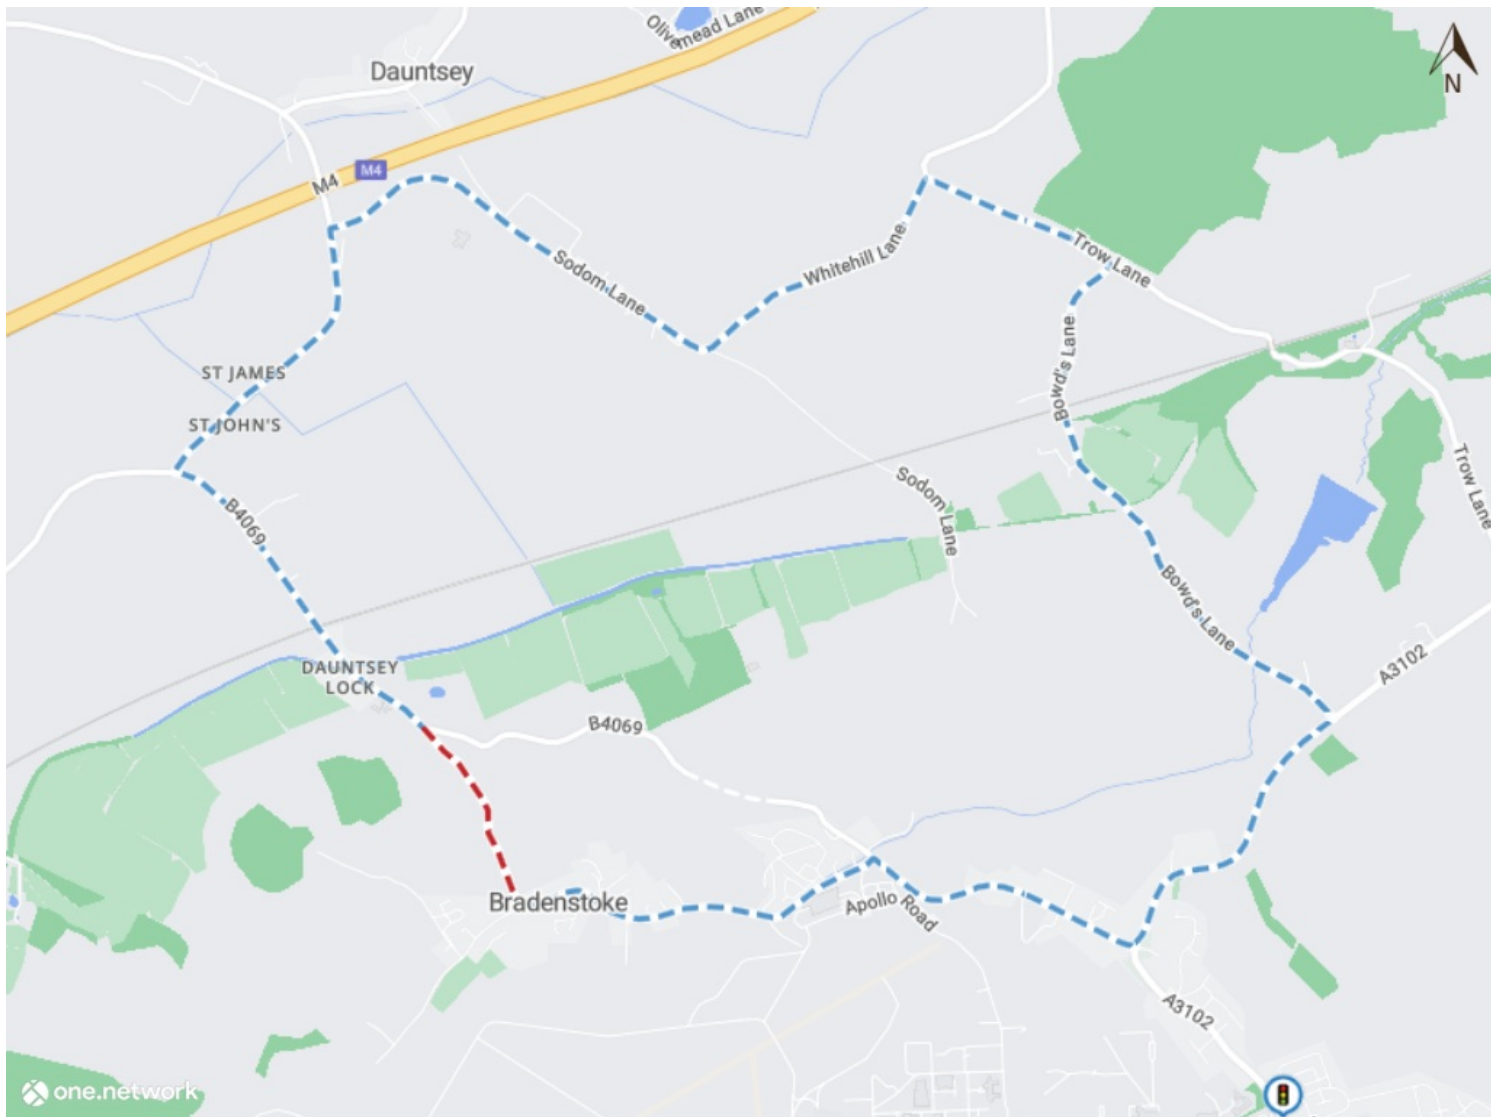 Olivemead Lane
N
Dauntsey
M4
M4
Sodom Lane
Whitehill Lane
Trow Lane
Bowd's Lane
ST JAMES
ST JOHN'S
Trow Lane
Sodom Lane
B4069
Bowd's Lane
A3102
DAUNTSEY
LOCK
B4069
Bradenstoke
Apollo Road
A3102
one.network